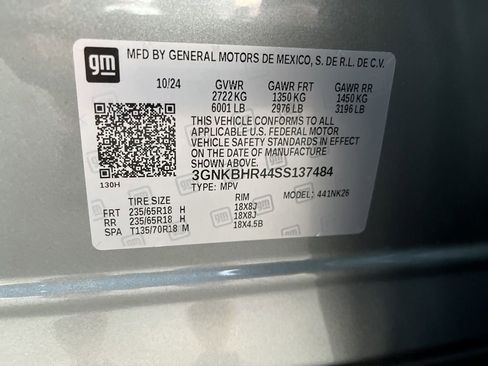 gm
MFD BY GENERAL MOTORS DE MEXICO, S. DE R.L. DE C.V.
10/24 GVWR GAWR FRT GAWR RR
2722 KG 1350 KG 1450 KG
6001 LB 2976 LB 3196 LB
THIS VEHICLE CONFORMS TO ALL
APPLICABLE U.S. FEDERAL MOTOR
VEHICLE SAFETY STANDARDS IN EFFECT
ON THE DATE OF MANUFACTURE
SHOWN ABOVE.
3GNKBHR44SS137484
130H TYPE: MPV MODEL: 441NK26
TIRE SIZE RIM
FRT 235/65R18 H 18X8J
RR 235/65R18 H 18X8J
SPA T135/70R18 M 18X4.5B